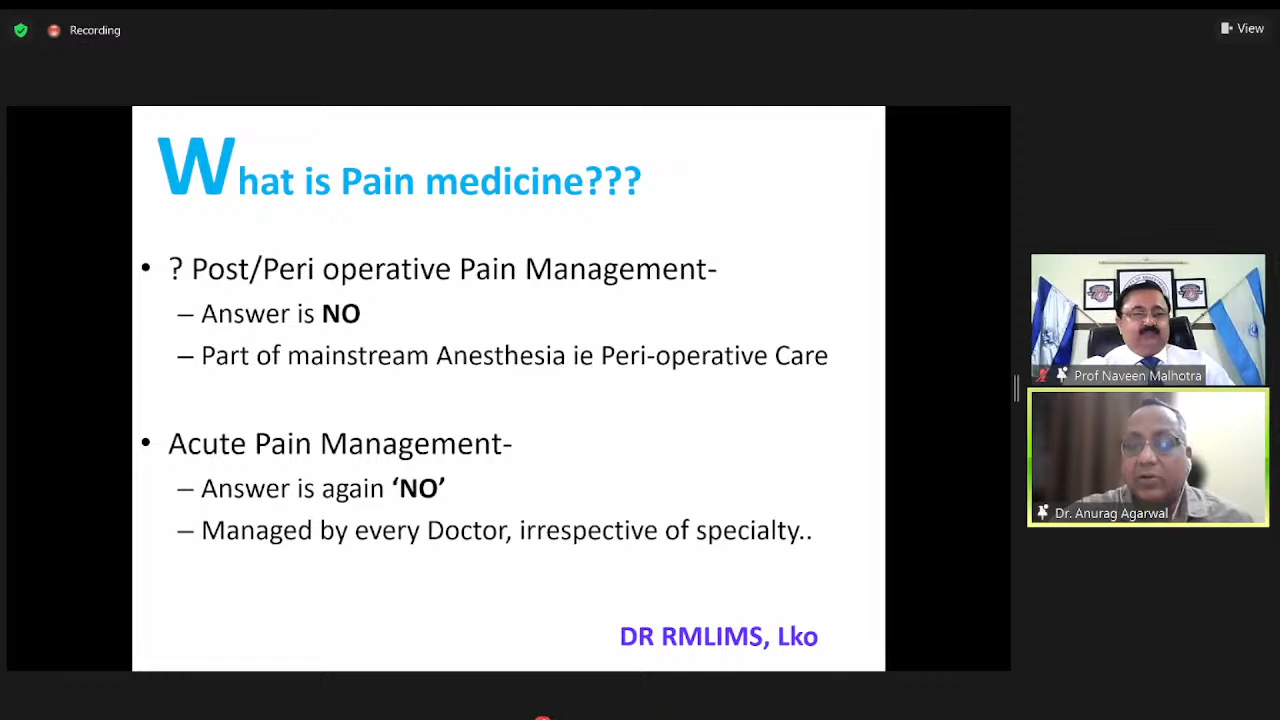 Recording
View
What is Pain medicine???
• ? Post/Peri operative Pain Management-
– Answer is NO
– Part of mainstream Anesthesia ie Peri-operative Care
• Acute Pain Management-
– Answer is again ‘NO’
– Managed by every Doctor, irrespective of specialty..
DR RMLIMS, Lko
Prof Naveen Malhotra
Dr. Anurag Agarwal